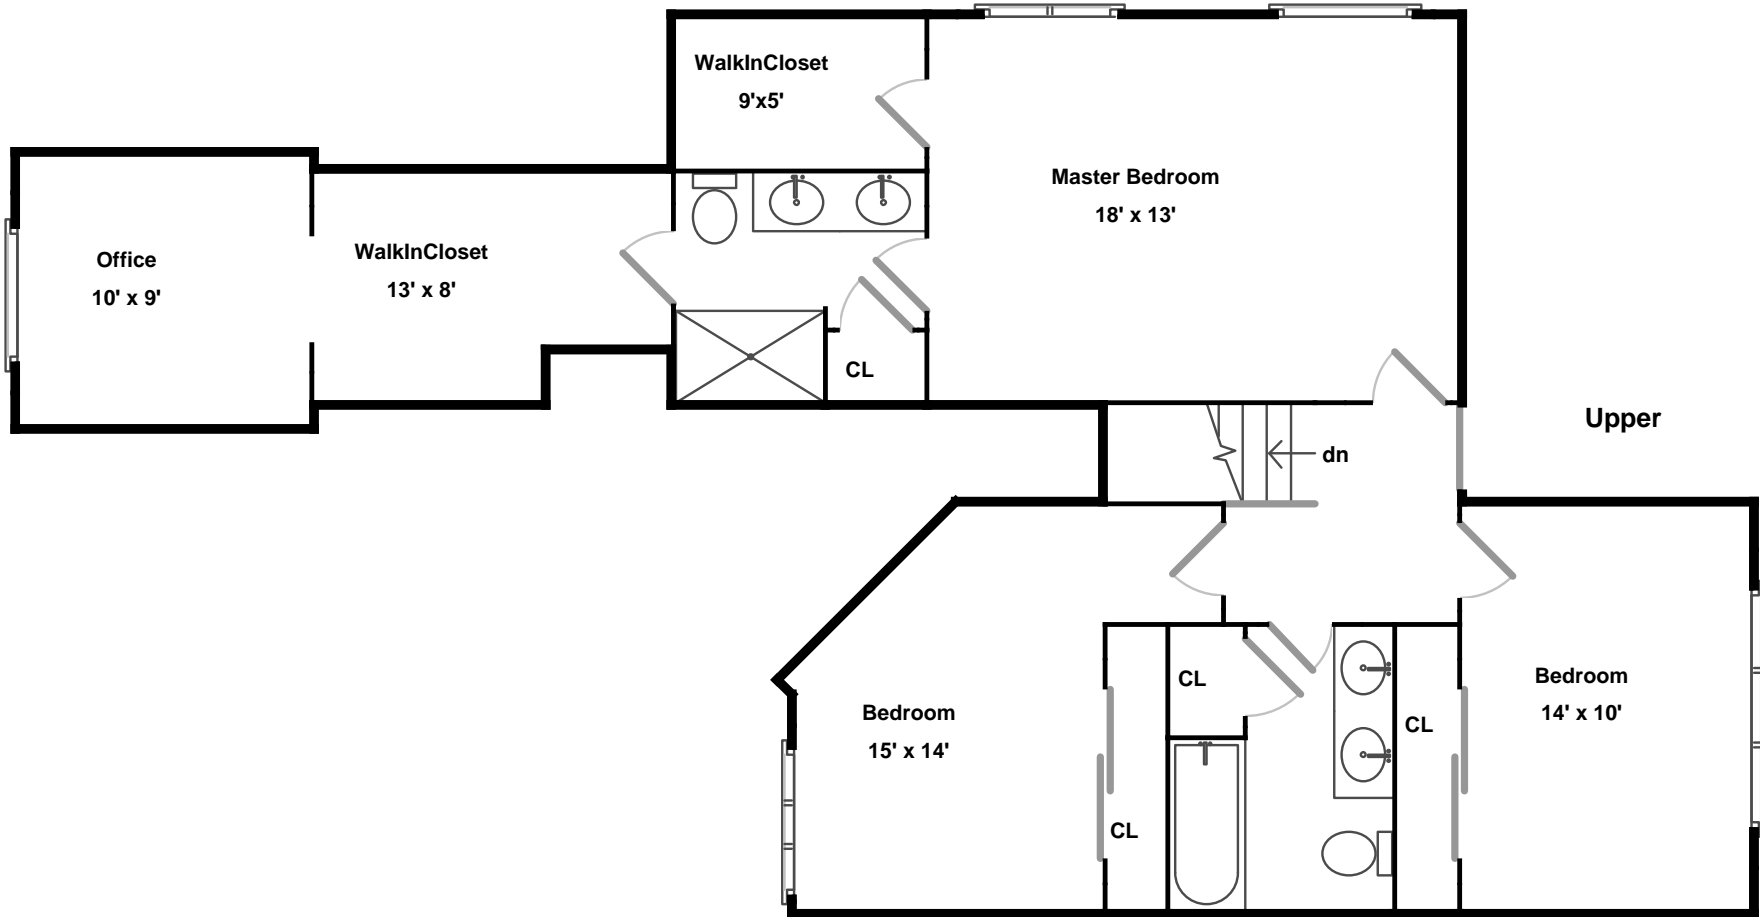 WalkInCloset
9'x5'
Master Bedroom
18' x 13'
Office
10' x 9'
WalkInCloset
13' x 8'
CL
Upper
dn
Bedroom
15' x 14'
CL
CL
CL
Bedroom
14' x 10'